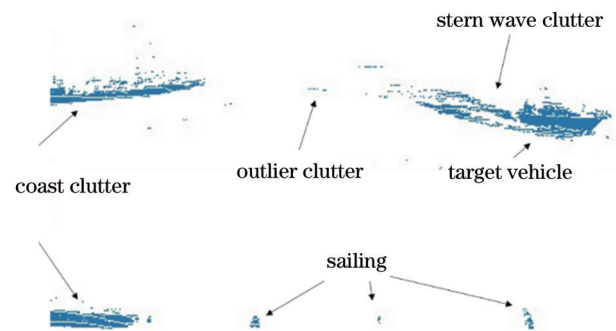 stern wave clutter
outlier clutter
target vehicle
coast clutter
sailing